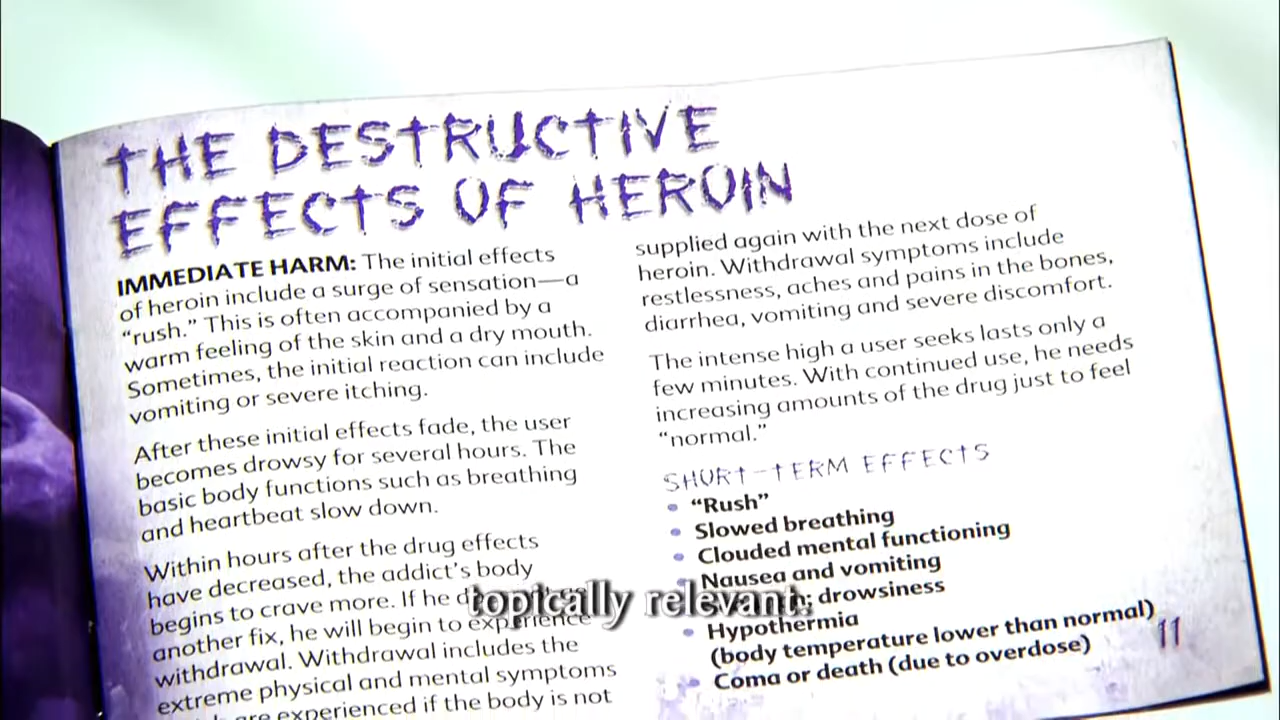 THE DESTRUCTIVE
EFFECTS OF HEROIN
IMMEDIATE HARM: The initial effects
of heroin include a surge of sensation—a
“rush.” This is often accompanied by a
warm feeling of the skin and a dry mouth.
Sometimes, the initial reaction can include
vomiting or severe itching.
After these initial effects fade, the user
becomes drowsy for several hours. The
basic body functions such as breathing
and heartbeat slow down.
Within hours after the drug effects
have decreased, the addict’s body
begins to crave more. If he
another fix, he will begin to experience
withdrawal. Withdrawal includes the
extreme physical and mental symptoms
are experienced if the body is not
supplied again with the next dose of
heroin. Withdrawal symptoms include
restlessness, aches and pains in the bones,
diarrhea, vomiting and severe discomfort.
The intense high a user seeks lasts only a
few minutes. With continued use, he needs
increasing amounts of the drug just to feel
“normal.”
SHORT-TERM EFFECTS
• “Rush”
• Slowed breathing
• Clouded mental functioning
• Nausea and vomiting
drowsiness
• Hypothermia
(body temperature lower than normal)
• Coma or death (due to overdose)
11
topically relevant.